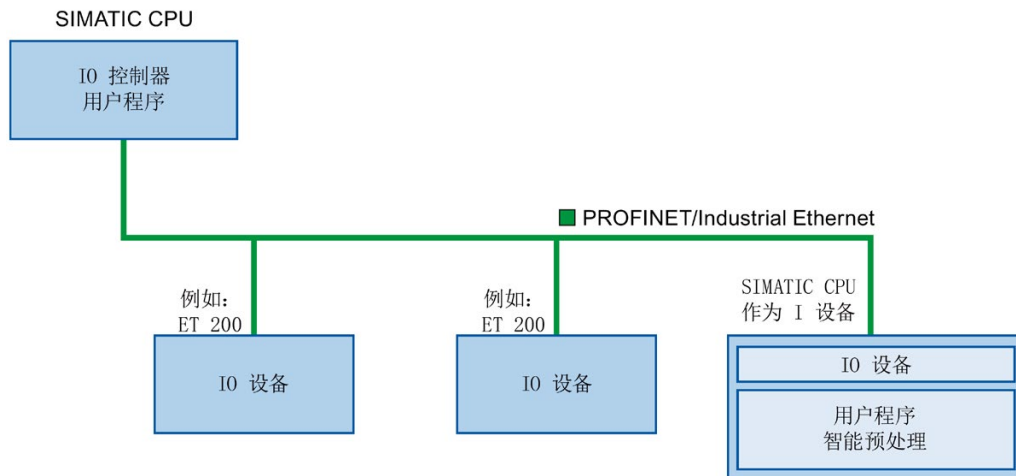 SIMATIC CPU
IO 控制器
用户程序
PROFINET/Industrial Ethernet
例如:
ET 200
例如:
ET 200
SIMATIC CPU
作为 I 设备
IO 设备
IO 设备
IO 设备
用户程序
智能预处理